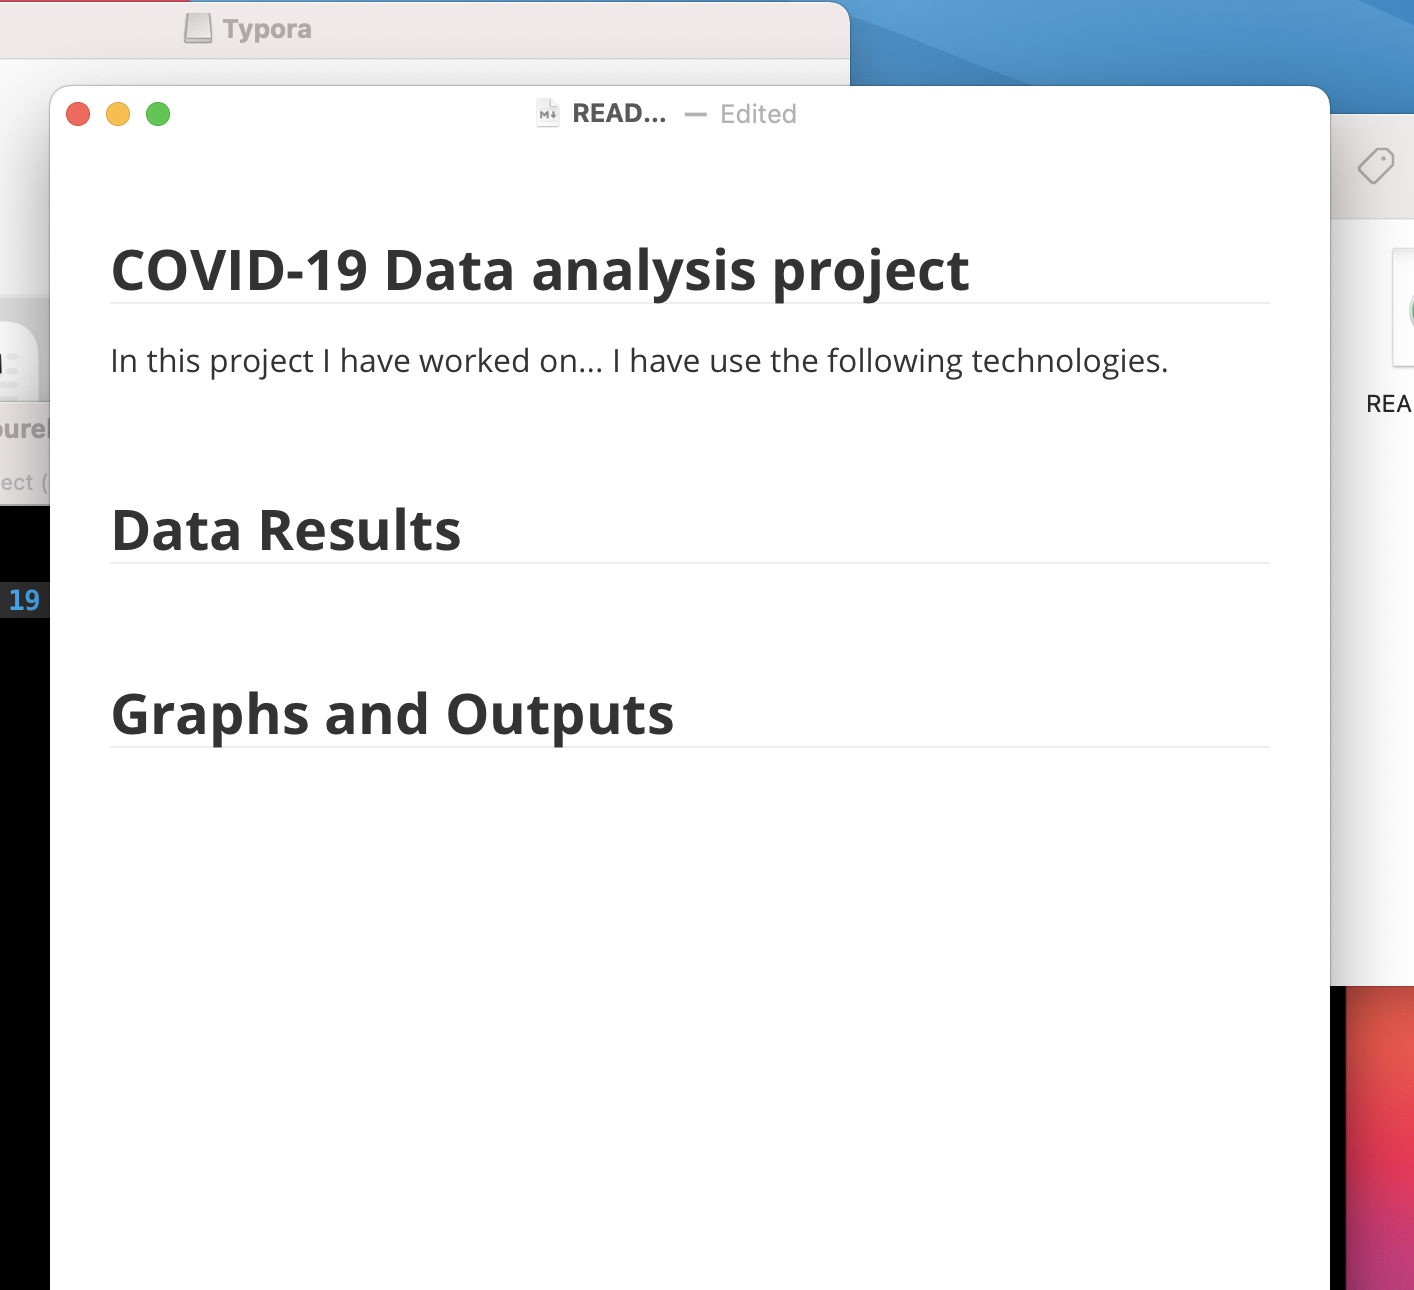 Typora
READ... — Edited
COVID-19 Data analysis project
In this project I have worked on... I have use the following technologies.
Data Results
Graphs and Outputs
ect (
19
REA